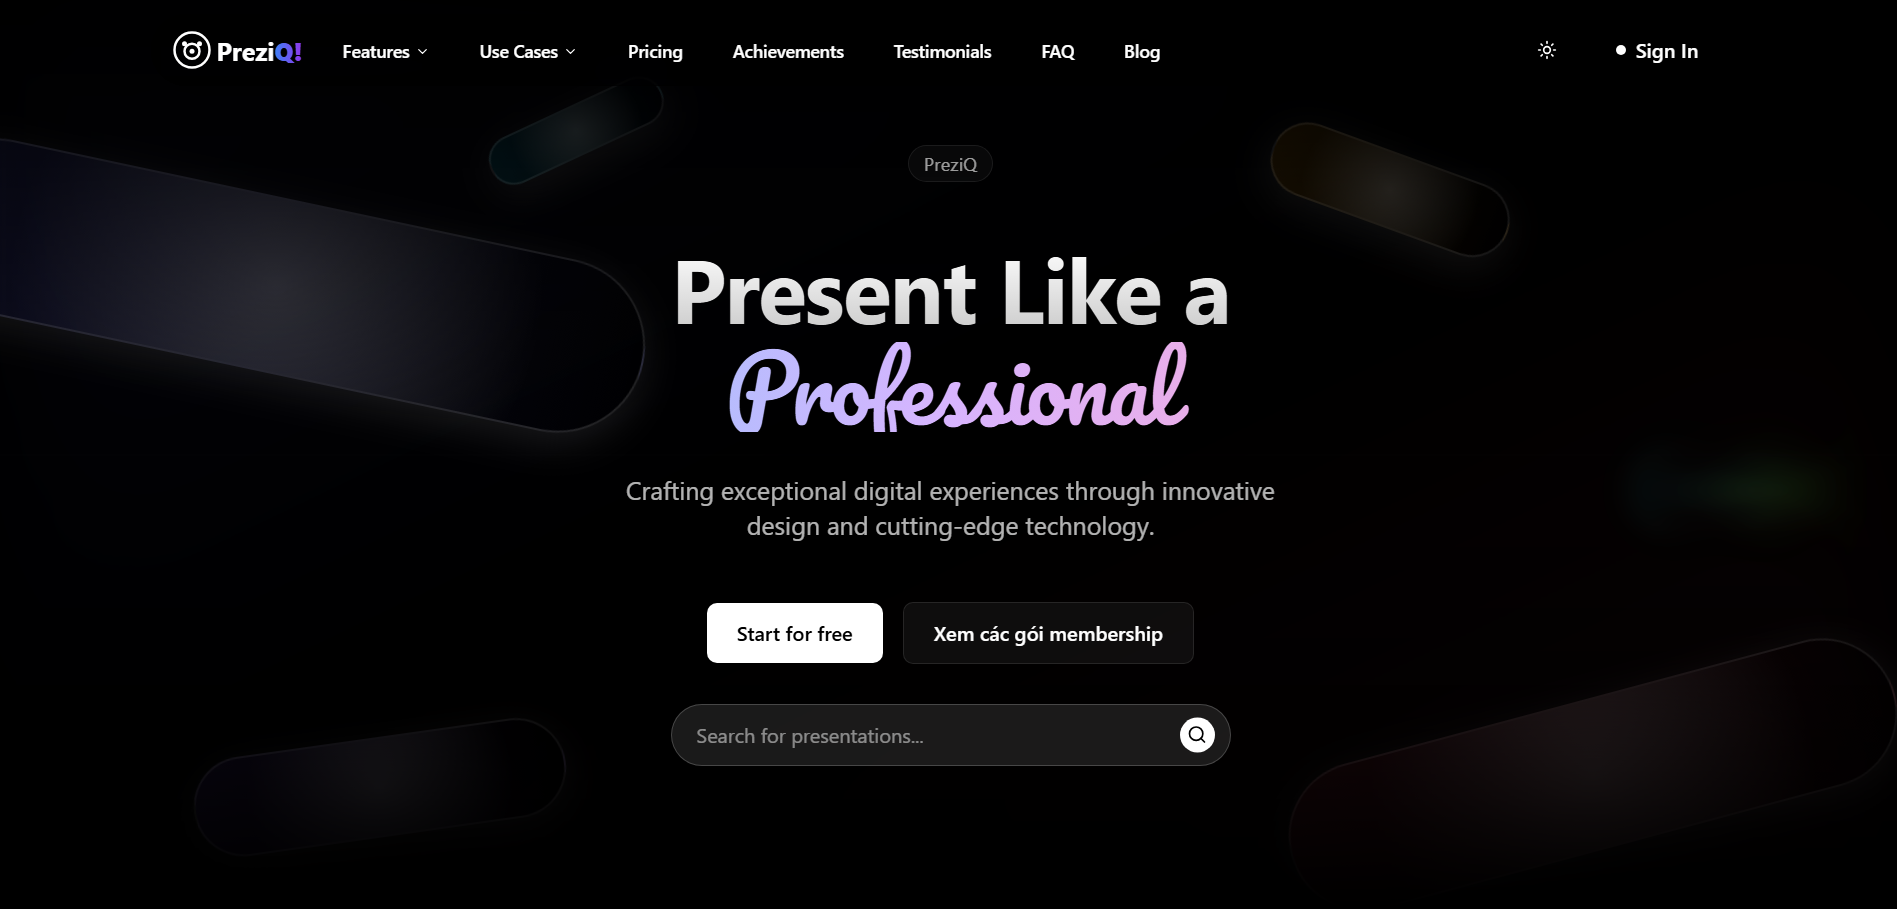 PreziQ!
Features
Use Cases
Pricing
Achievements
Testimonials
FAQ
Blog
Sign In
PreziQ
Present Like a
Professional
Crafting exceptional digital experiences through innovative
design and cutting-edge technology.
Start for free
Xem các gói membership
Search for presentations...